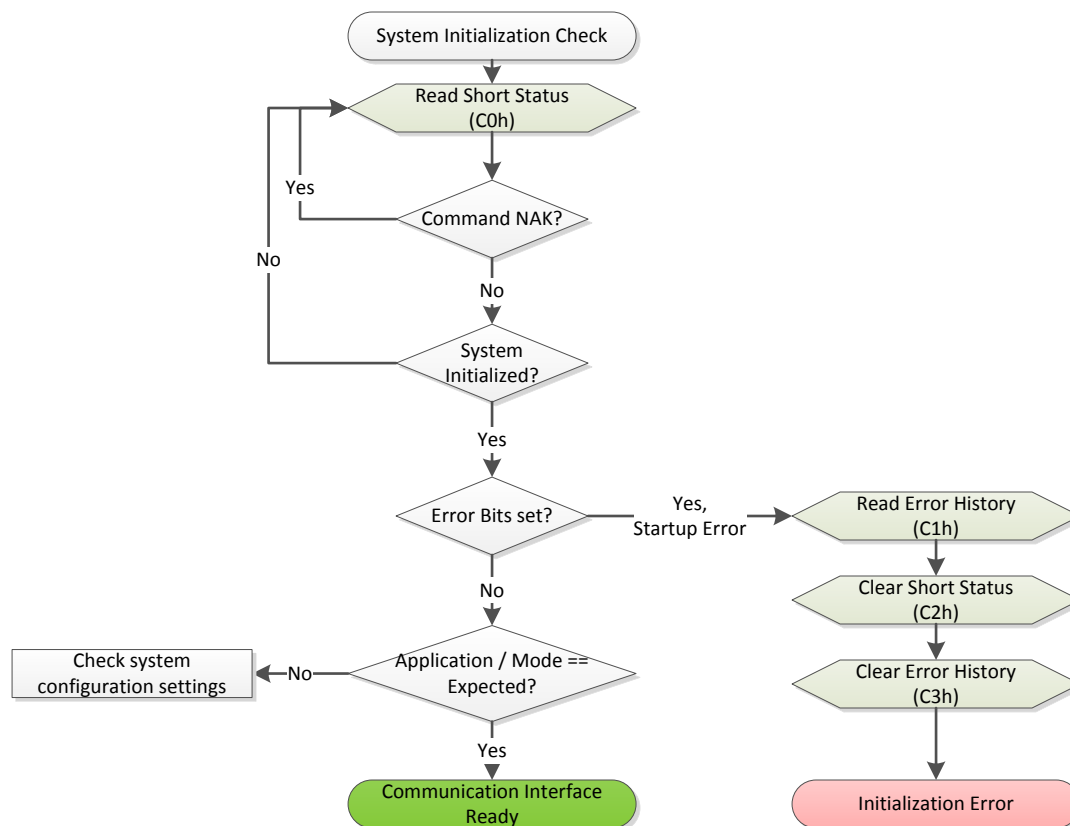 System Initialization Check
Read Short Status
(C0h)
Yes
Command NAK?
No
No
System
Initialized?
Yes
Error Bits set?
Yes,
Startup Error
Read Error History
(C1h)
No
Clear Short Status
(C2h)
Check system
configuration settings
No
Application / Mode ==
Expected?
Clear Error History
(C3h)
Yes
Communication Interface
Ready
Initialization Error